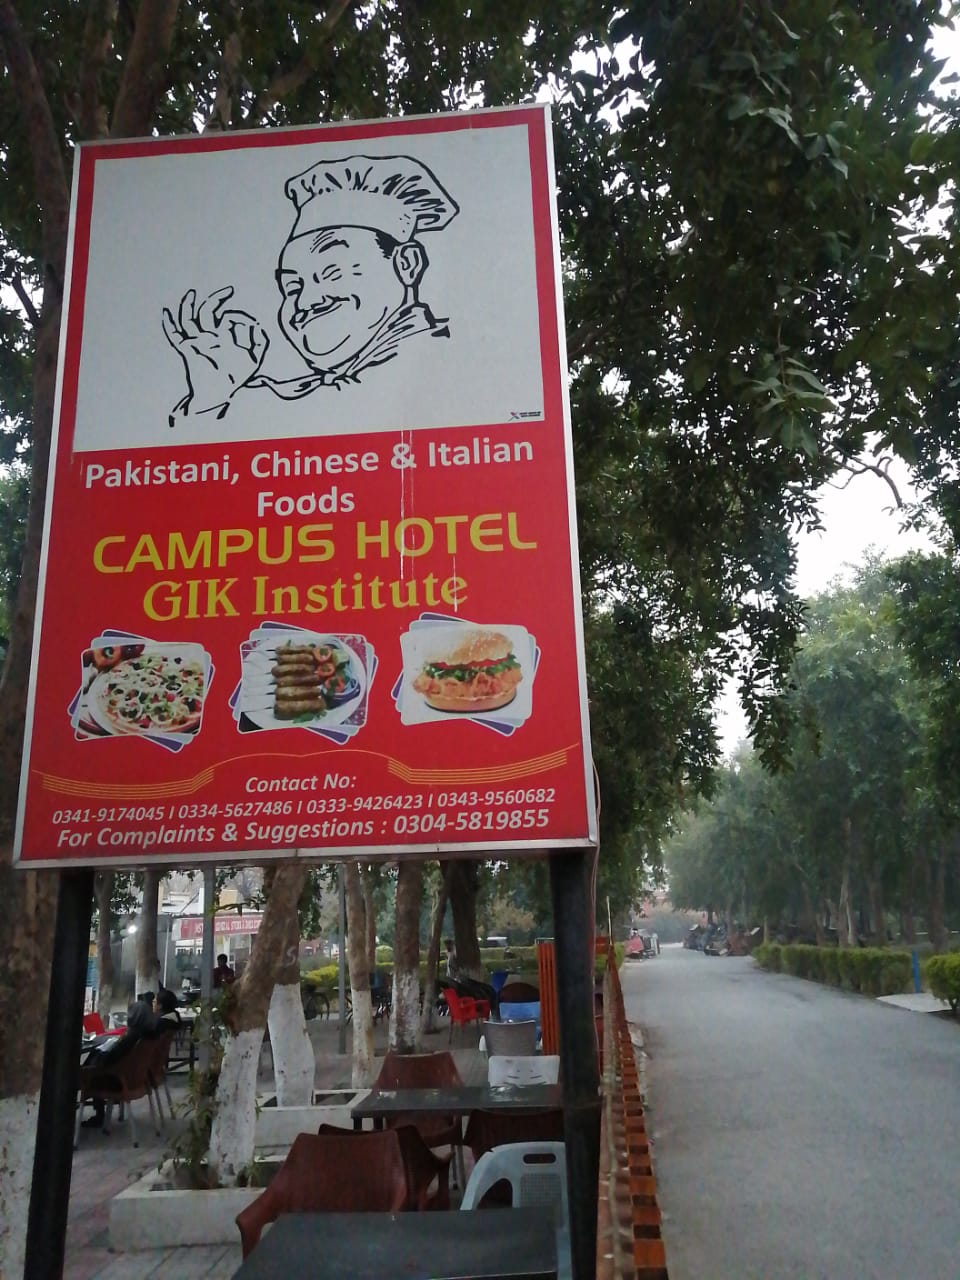 Pakistani, Chinese & Italian
Foods
CAMPUS HOTEL
GIK Institute
Contact No:
0341-9174045 I 0334-5627486 I 0333-9426423 I 0343-9560682
For Complaints & Suggestions : 0304-5819855